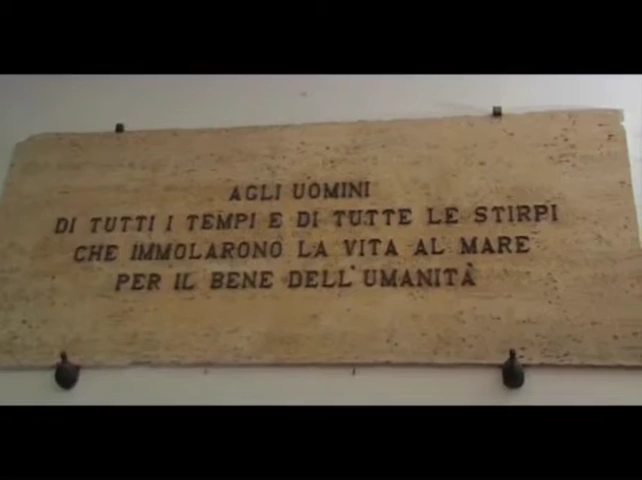 AGLI UOMINI
DI TUTTI I TEMPI E DI TUTTE LE STIRPI
CHE IMMOLARONO LA VITA AL MARE
PER IL BENE DELL'UMANITÀ